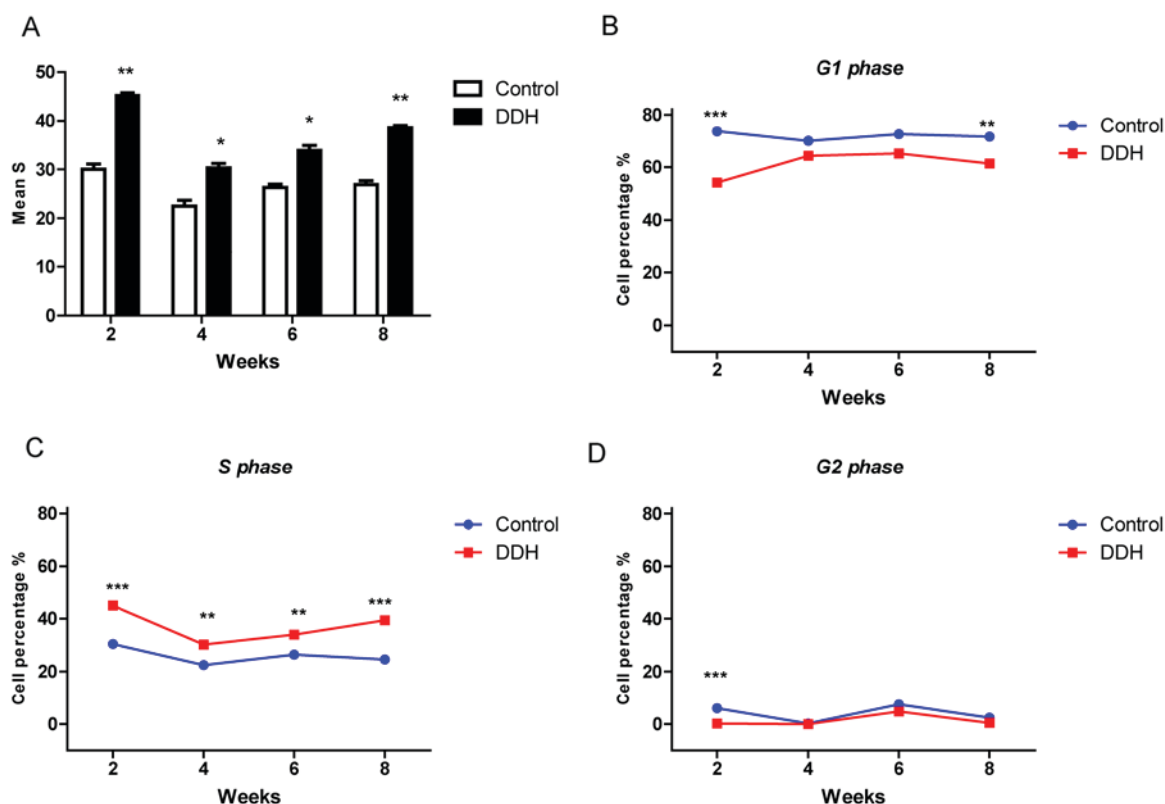 A
50
40
30
20
10
0
Mean S
**
*
*
**
2 4 6 8
Weeks
Control
DDH
B
G1 phase
80
60
40
20
0
Cell percentage %
***
**
2 4 6 8
Weeks
Control
DDH
C
S phase
80
60
40
20
0
Cell percentage %
***
**
**
***
2 4 6 8
Weeks
Control
DDH
D
G2 phase
80
60
40
20
0
Cell percentage %
***
2 4 6 8
Weeks
Control
DDH